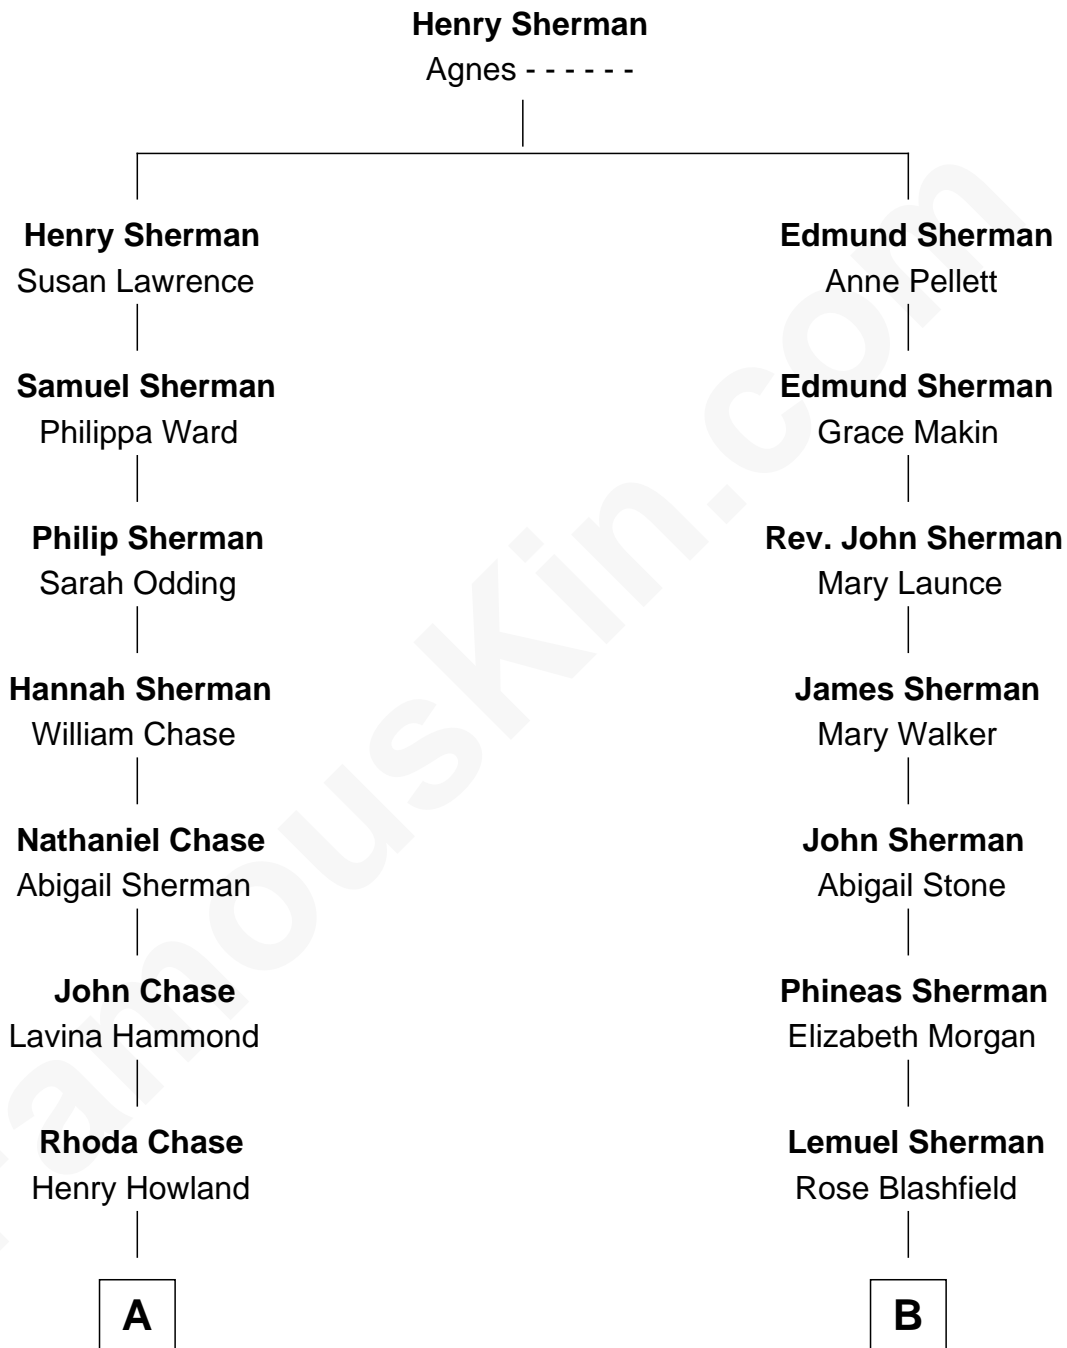 Henry Sherman
Agnes - - - - - -
Henry Sherman
Susan Lawrence
Edmund Sherman
Anne Pellett
Samuel Sherman
Philippa Ward
Edmund Sherman
Grace Makin
Philip Sherman
Sarah Odding
Rev. John Sherman
Mary Launce
Hannah Sherman
William Chase
James Sherman
Mary Walker
Nathaniel Chase
Abigail Sherman
John Sherman
Abigail Stone
John Chase
Lavina Hammond
Phineas Sherman
Elizabeth Morgan
Rhoda Chase
Henry Howland
Lemuel Sherman
Rose Blashfield
A
B
FamousKin.com